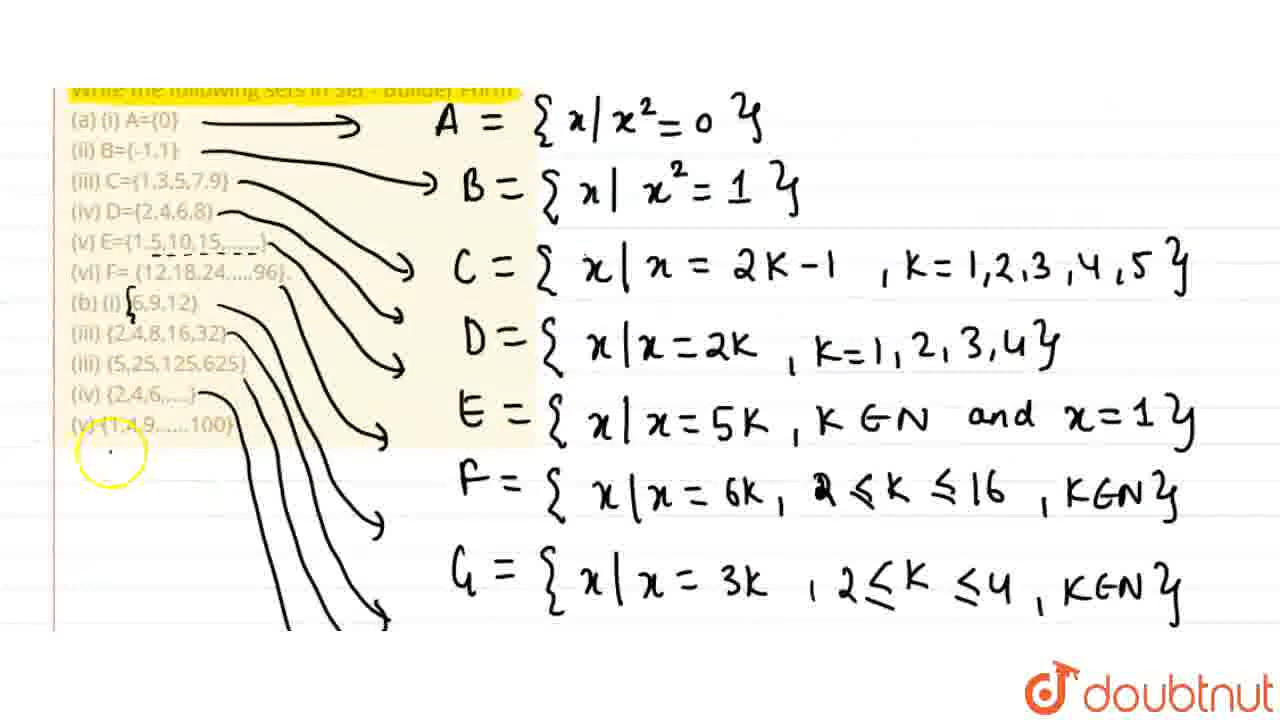 Write the following sets in Set - Builder Form
(a) (i) A={0}
(ii) B={-1,1}
(iii) C={1,3,5,7,9}
(iv) D={2,4,6,8}
(v) E={1,5,10,15,......}
(vi) F= {12,18,24....,96}.
(b) (i) {6,9,12}
(iii) {2,4,8,16,32}
(iii) {5,25,125,625}
(iv) {2,4,6,....}
(v) {1,4,9......100}
A = { x | x² = 0 }
B = { x | x² = 1 }
C = { x | x = 2K - 1 , K = 1, 2, 3, 4, 5 }
D = { x | x = 2K , K = 1, 2, 3, 4 }
E = { x | x = 5K , K ∈ N and x = 1 }
F = { x | x = 6K , 2 ≤ K ≤ 16 , K ∈ N }
G = { x | x = 3K , 2 ≤ K ≤ 4 , K ∈ N }
doubtnut